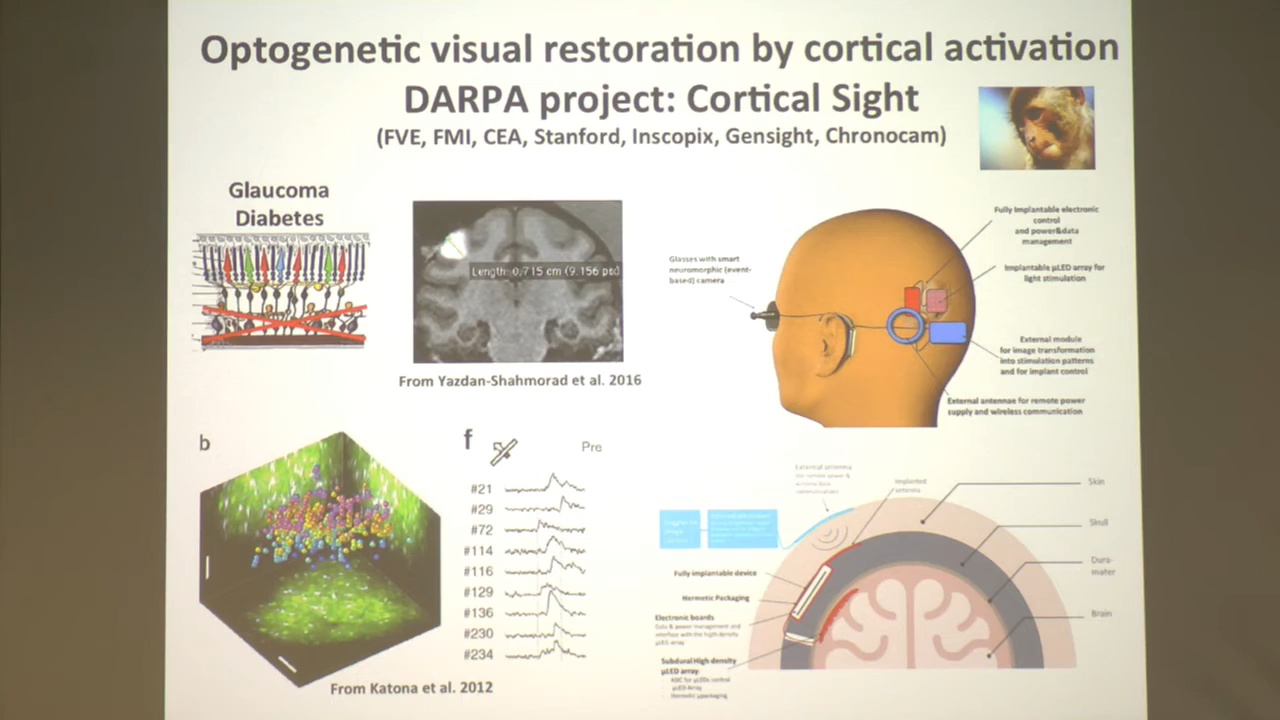 Optogenetic visual restoration by cortical activation
DARPA project: Cortical Sight
(FVE, FMI, CEA, Stanford, Inscopix, Gensight, Chronocam)
Glaucoma
Diabetes
Length: 0.715 cm (9.156 ptd)
From Yazdan-Shahmorad et al. 2016
Glasses with smart
neuromorphic (event-
based) camera
Fully Implantable electronic
control
and power&data
management
Implantable µLED array for
light stimulation
External module
for image transformation
into stimulation patterns
and for implant control
External antennae for remote power
supply and wireless communication
b
From Katona et al. 2012
f
Pre
#21
#29
#72
#114
#116
#129
#136
#230
#234
External antenna
for remote power &
wireless data
communication
Implanted
antenna
Skin
Skull
Dura-
mater
Brain
Fully implantable device
Hermetic Packaging
Electronic boards
Data & power management and
interface with the high density
µLED array
Subdural High density
µLED array:
ASIC for µLEDs control
µLED Array
Hermetic packaging